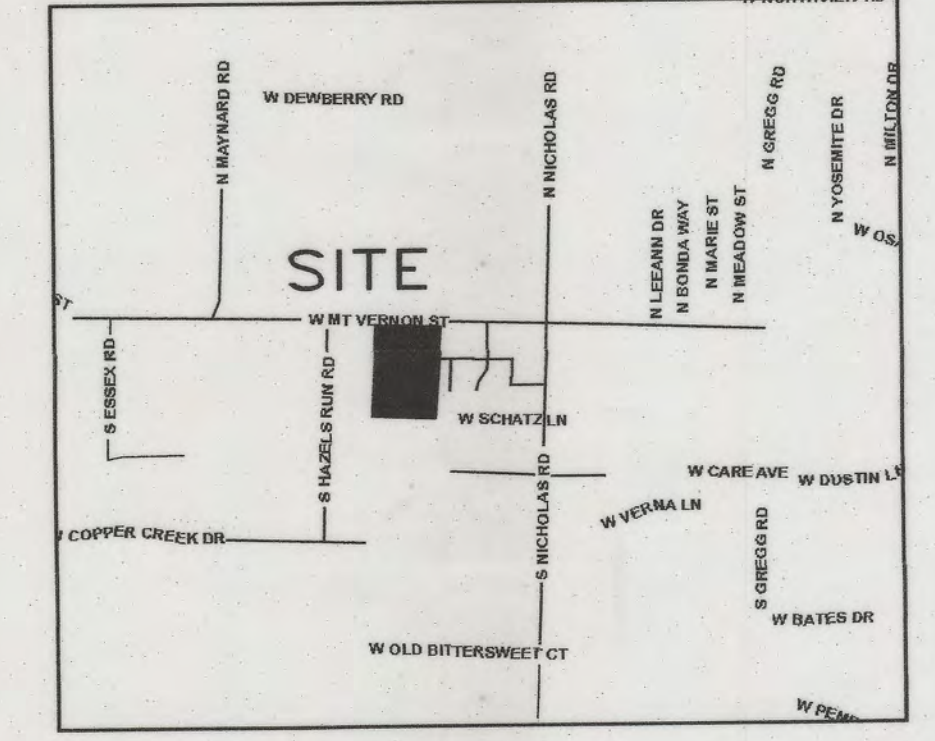 N MAYNARD RD
W DEWBERRY RD
N NICHOLAS RD
N GREGG RD
N YOSEMITE DR
N MILTON DR
N LEEANN DR
N BONDA WAY
N MARIE ST
N MEADOW ST
SITE
ST
W MT VERNON ST
S ESSEX RD
S HAZELS RUN RD
W SCHATZ LN
S NICHOLAS RD
W CARE AVE
W DUSTIN
W VERNA LN
COPPER CREEK DR
S GREGG RD
W BATES DR
W OLD BITTERSWEET CT